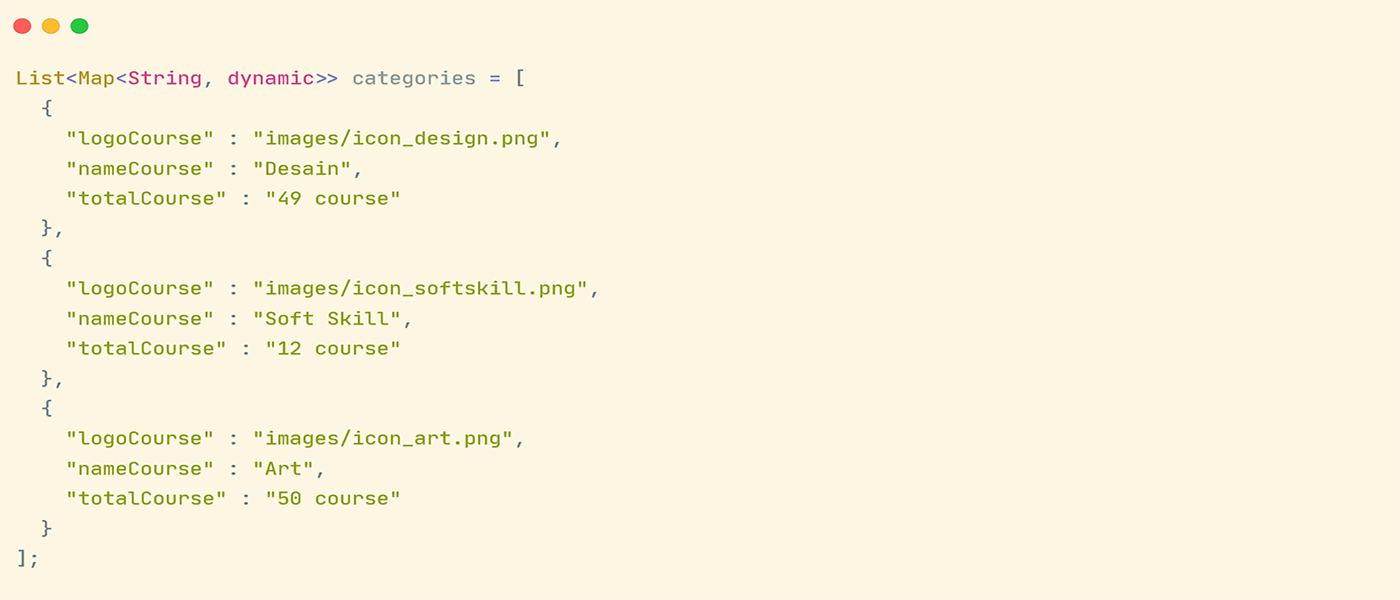 List<Map<String, dynamic>> categories = [
  {
    "logoCourse" : "images/icon_design.png",
    "nameCourse" : "Desain",
    "totalCourse" : "49 course"
  },
  {
    "logoCourse" : "images/icon_softskill.png",
    "nameCourse" : "Soft Skill",
    "totalCourse" : "12 course"
  },
  {
    "logoCourse" : "images/icon_art.png",
    "nameCourse" : "Art",
    "totalCourse" : "50 course"
  }
];